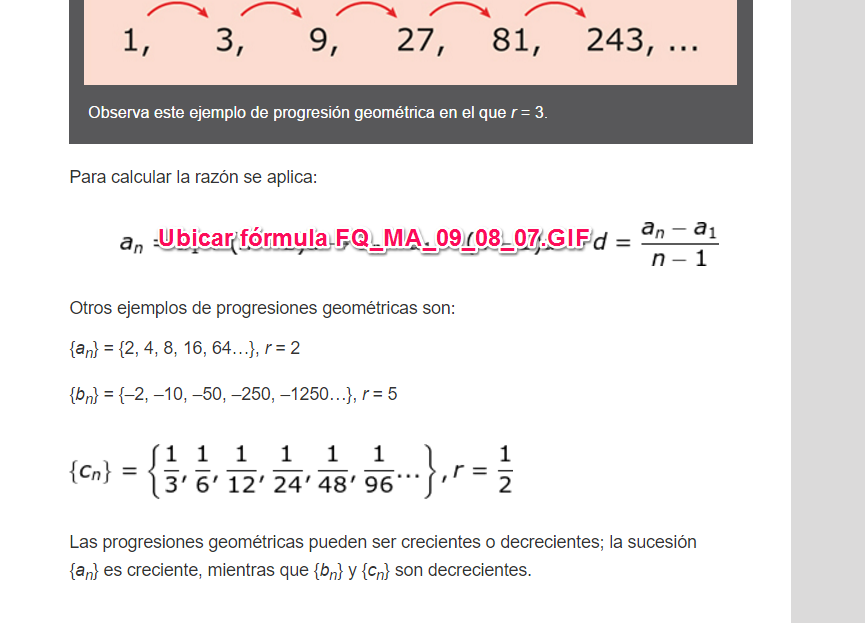 1, 3, 9, 27, 81, 243, ...
Observa este ejemplo de progresión geométrica en el que r = 3.
Para calcular la razón se aplica:
aₙ Ubicar fórmula FQ_MA_09_08_07.GIF d = (aₙ − a₁)/(n − 1)
Otros ejemplos de progresiones geométricas son:
{aₙ} = {2, 4, 8, 16, 64…}, r = 2
{bₙ} = {–2, –10, –50, –250, –1250…}, r = 5
{cₙ} = {1/3, 1/6, 1/12, 1/24, 1/48, 1/96 ...}, r = 1/2
Las progresiones geométricas pueden ser crecientes o decrecientes; la sucesión
{aₙ} es creciente, mientras que {bₙ} y {cₙ} son decrecientes.